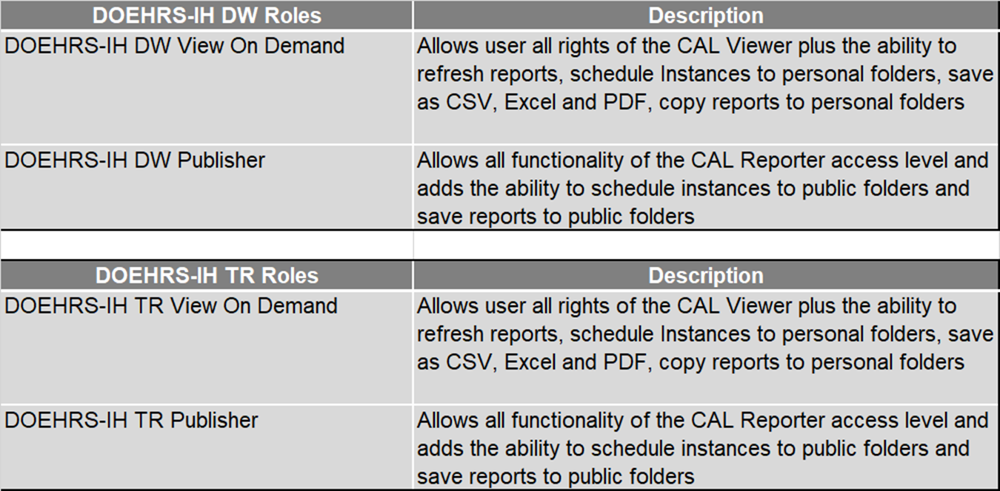 DOEHRS-IH DW Roles Description
DOEHRS-IH DW View On Demand Allows user all rights of the CAL Viewer plus the ability to
refresh reports, schedule Instances to personal folders, save
as CSV, Excel and PDF, copy reports to personal folders
DOEHRS-IH DW Publisher Allows all functionality of the CAL Reporter access level and
adds the ability to schedule instances to public folders and
save reports to public folders
DOEHRS-IH TR Roles Description
DOEHRS-IH TR View On Demand Allows user all rights of the CAL Viewer plus the ability to
refresh reports, schedule Instances to personal folders, save
as CSV, Excel and PDF, copy reports to personal folders
DOEHRS-IH TR Publisher Allows all functionality of the CAL Reporter access level and
adds the ability to schedule instances to public folders and
save reports to public folders